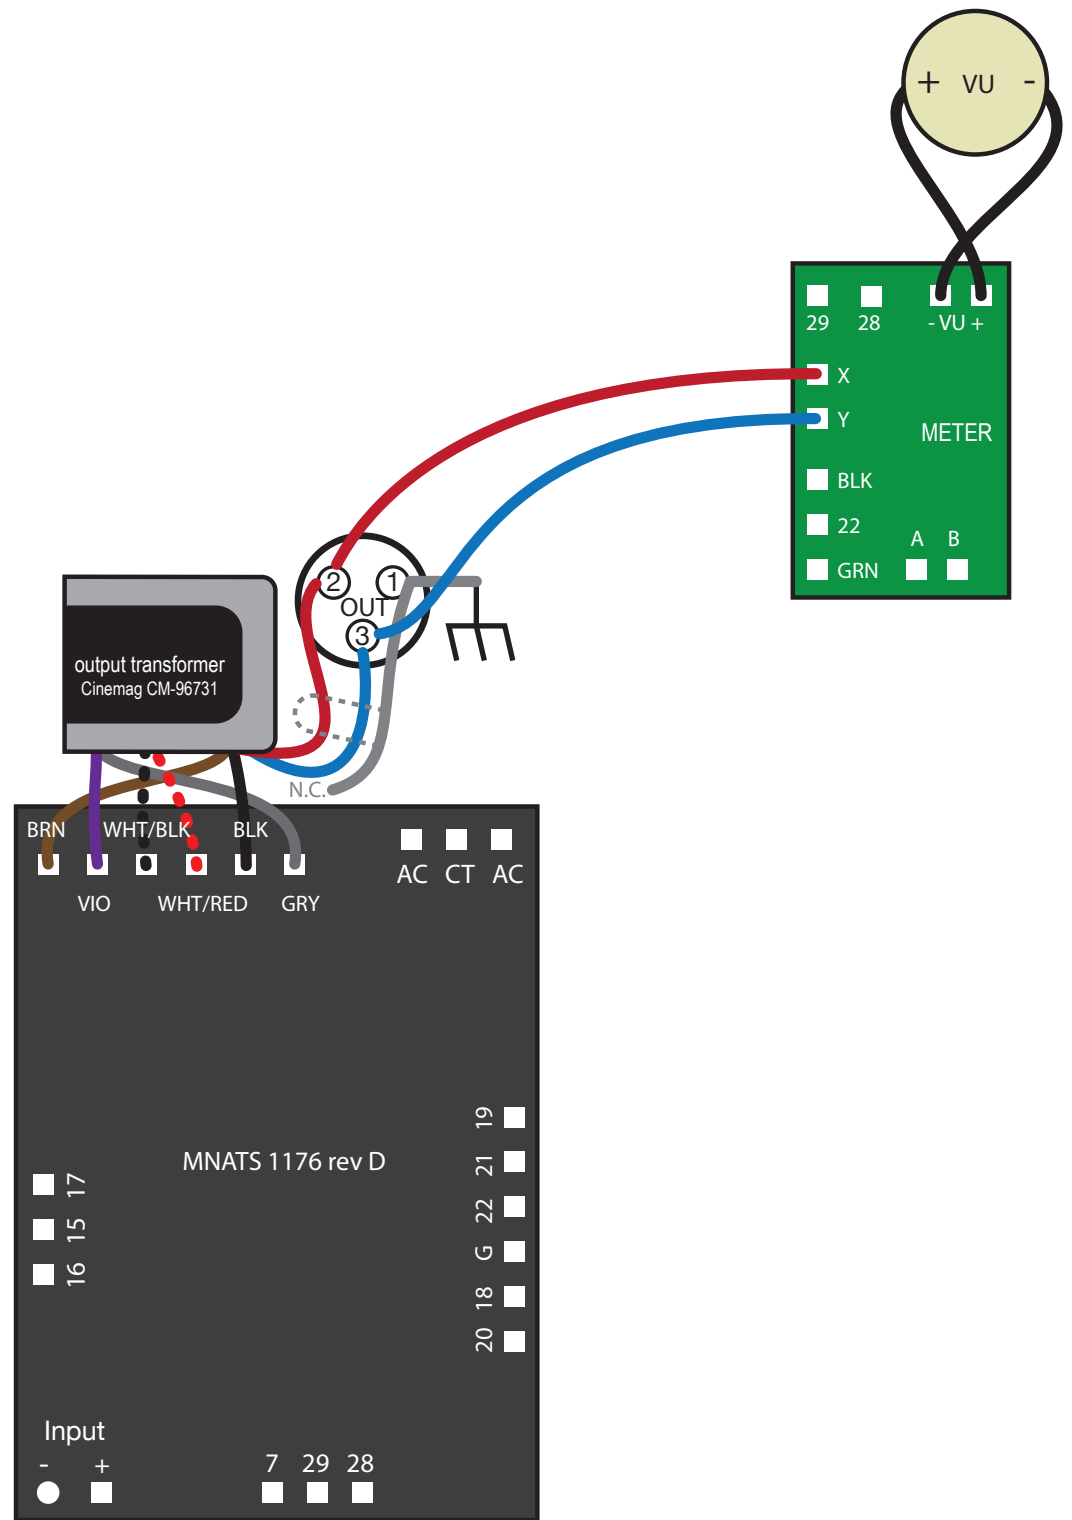 + VU -
29 28 - VU +
X
Y
METER
BLK
22
A B
GRN
2 1
OUT
3
output transformer
Cinemag CM-96731
N.C.
BRN WHT/BLK BLK
AC CT AC
VIO WHT/RED GRY
19
21
22
G
18
20
MNATS 1176 rev D
17
15
16
Input
- +
7 29 28